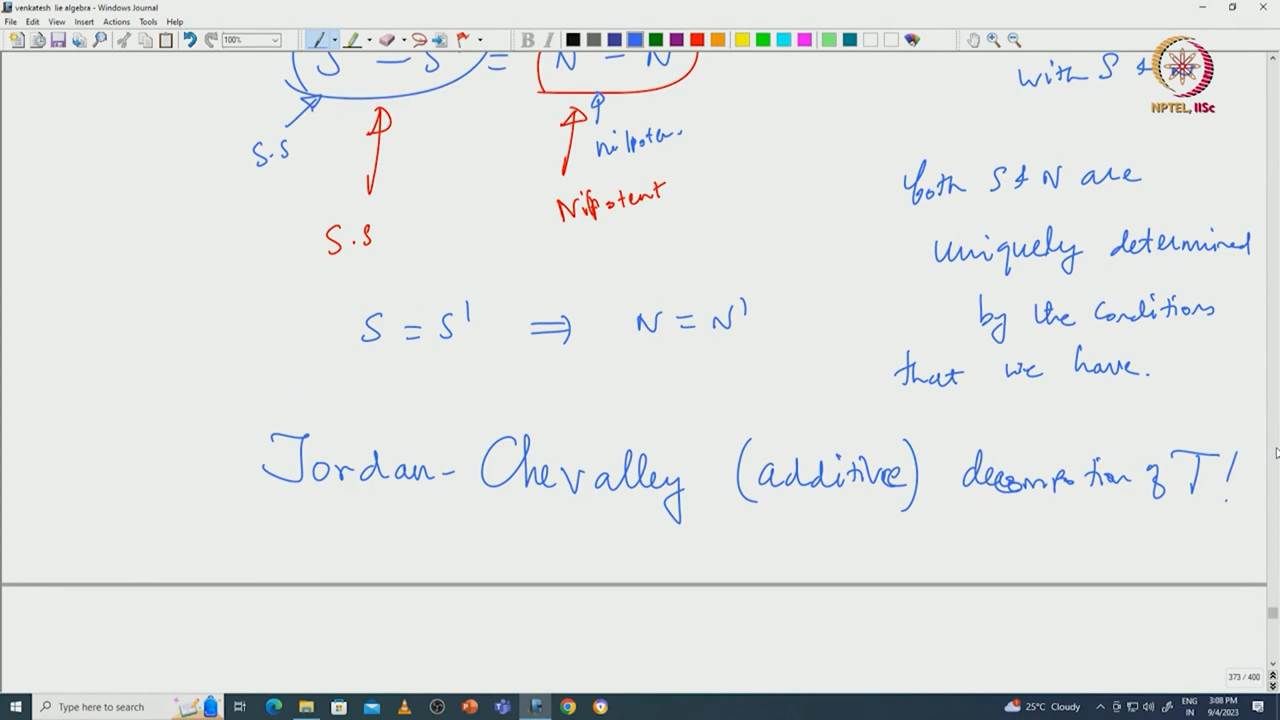 venkatesh lie algebra - Windows Journal
File Edit View Insert Actions Tools Help
100%
B I
S - S' = N - N'
with S &
NPTEL, IISc
S.S
nilpoten.
Nilpotent
S.S
both S & N are
uniquely determined
by the conditions
that we have.
S = S' ⟹ N = N'
Jordan - Chevalley (additive) decomposition of T!
373 / 400
Type here to search
25°C Cloudy
ENG
IN
3:08 PM
9/4/2023